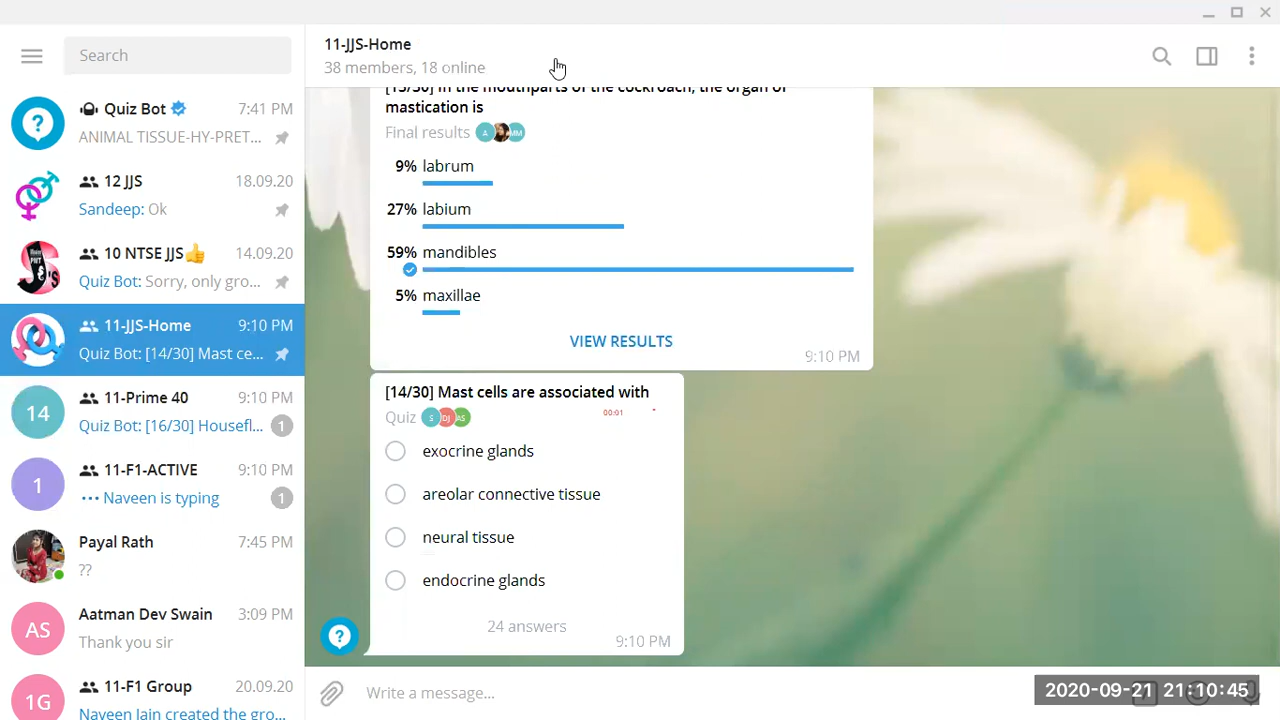 Search
Quiz Bot 7:41 PM
ANIMAL TISSUE-HY-PRET...
12 JJS 18.09.20
Sandeep: Ok
10 NTSE JJS👍 14.09.20
Quiz Bot: Sorry, only gro...
11-JJS-Home 9:10 PM
Quiz Bot: [14/30] Mast ce...
14 11-Prime 40 9:10 PM
Quiz Bot: [16/30] Housefl... 1
1 11-F1-ACTIVE 9:10 PM
Naveen is typing 1
Payal Rath 7:45 PM
??
AS Aatman Dev Swain 3:09 PM
Thank you sir
1G 11-F1 Group 20.09.20
Naveen Jain created the gro...
11-JJS-Home
38 members, 18 online
[13/30] In the mouthparts of the cockroach, the organ of
mastication is
Final results A MM
9% labrum
27% labium
59% mandibles
5% maxillae
VIEW RESULTS
9:10 PM
[14/30] Mast cells are associated with
Quiz S DJ AS 00:01
exocrine glands
areolar connective tissue
neural tissue
endocrine glands
24 answers
9:10 PM
Write a message...
2020-09-21 21:10:45